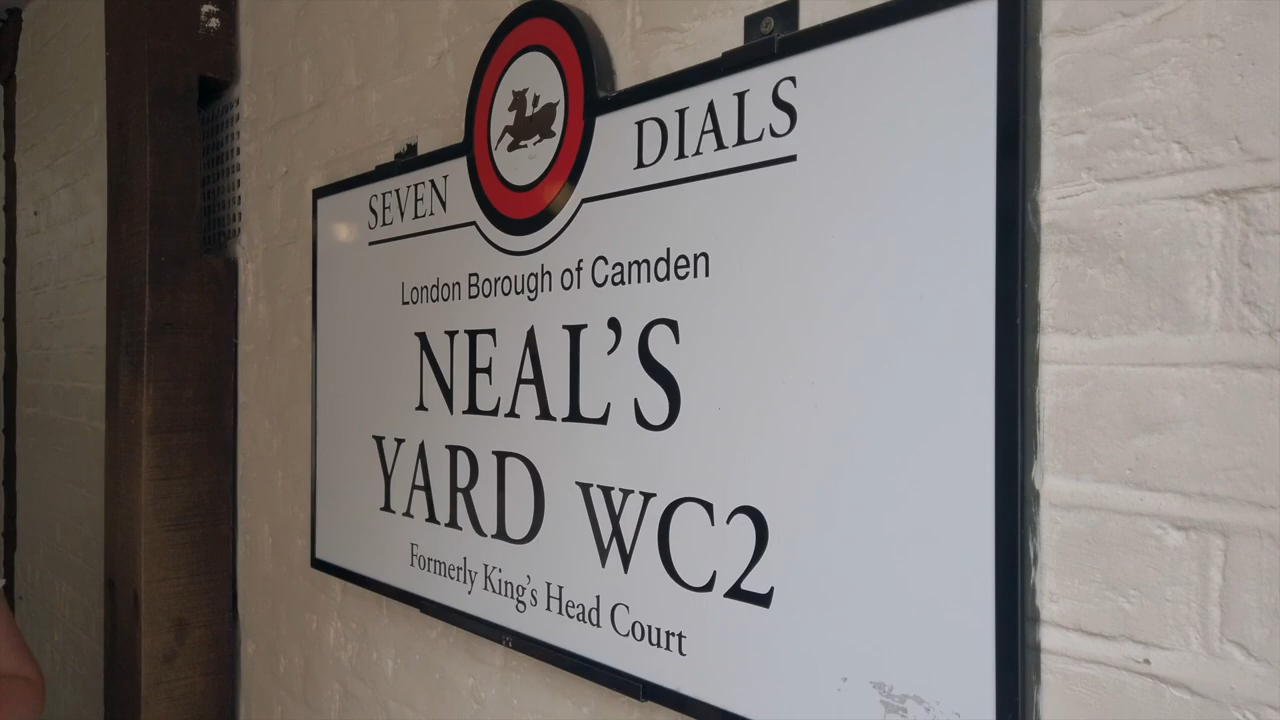 SEVEN DIALS
London Borough of Camden
NEAL'S
YARD WC2
Formerly King's Head Court